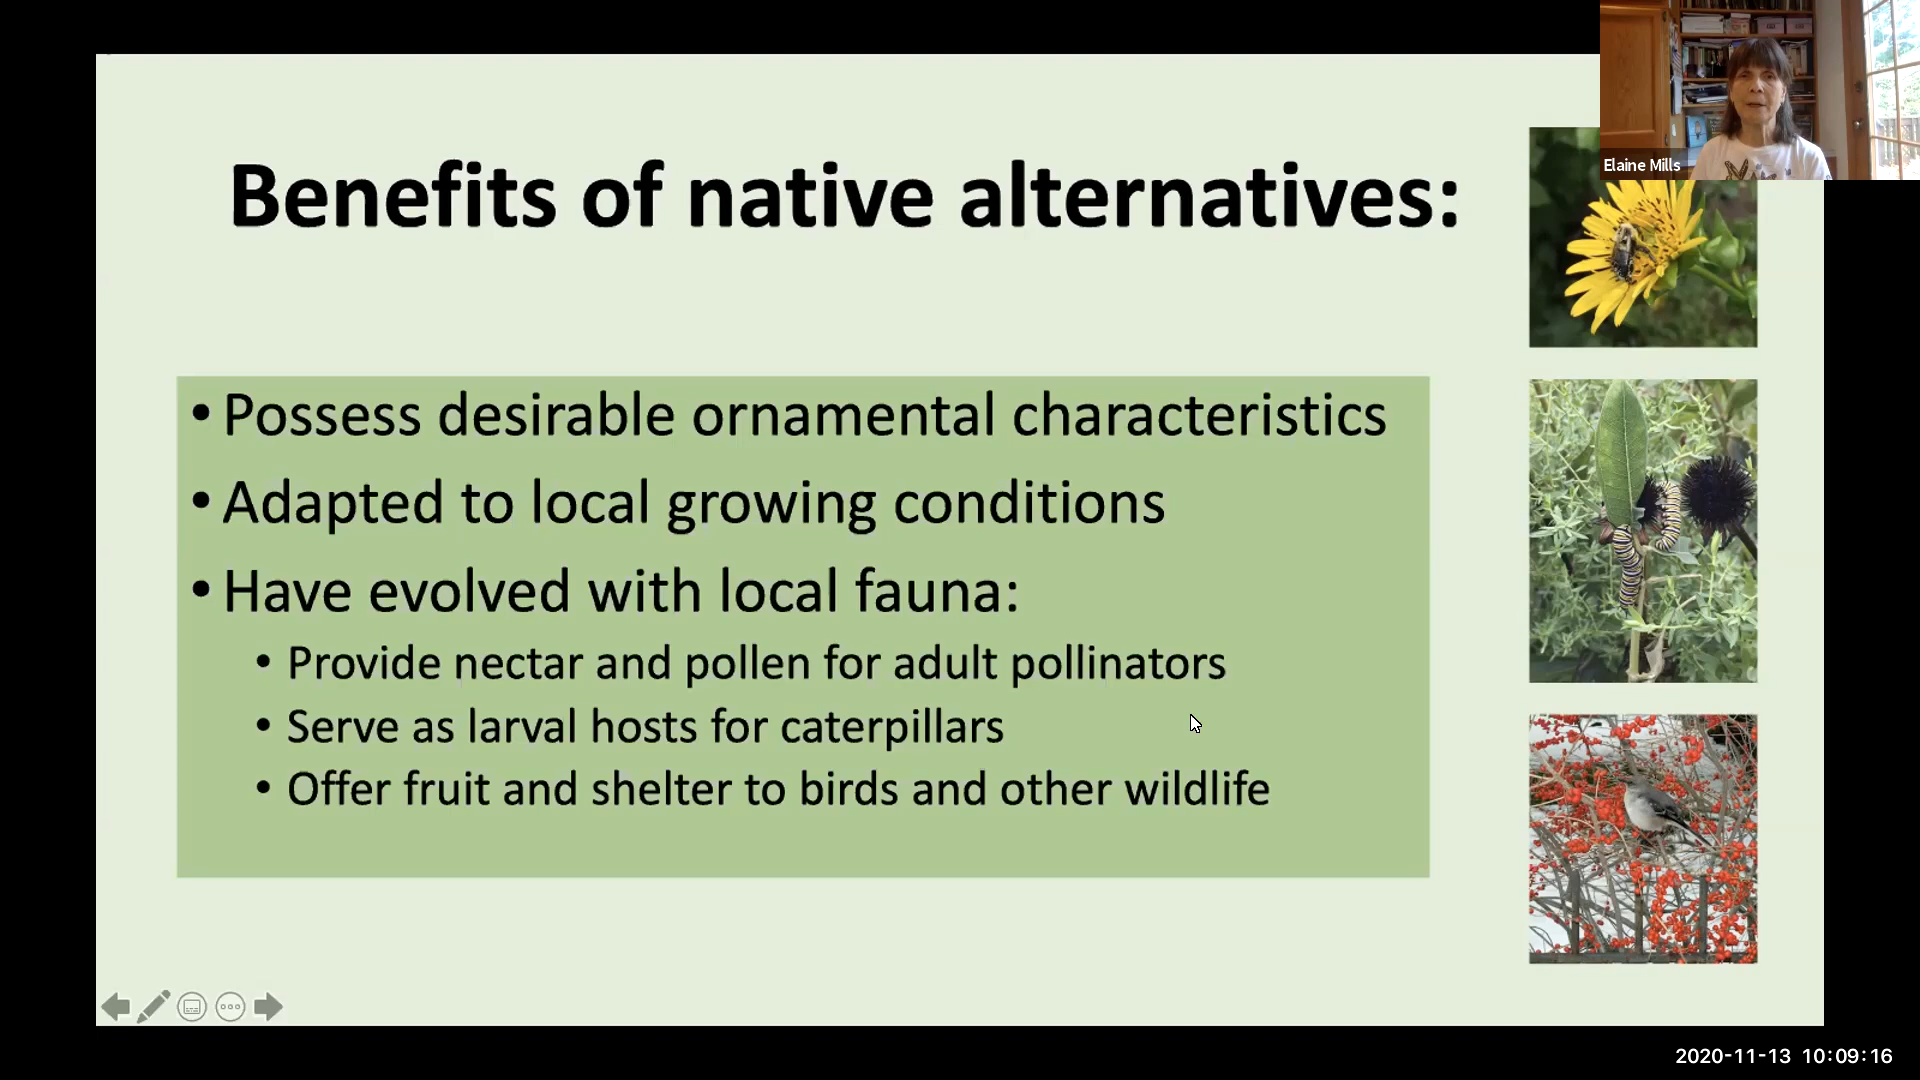 Elaine Mills
Benefits of native alternatives:
• Possess desirable ornamental characteristics
• Adapted to local growing conditions
• Have evolved with local fauna:
• Provide nectar and pollen for adult pollinators
• Serve as larval hosts for caterpillars
• Offer fruit and shelter to birds and other wildlife
2020-11-13 10:09:16